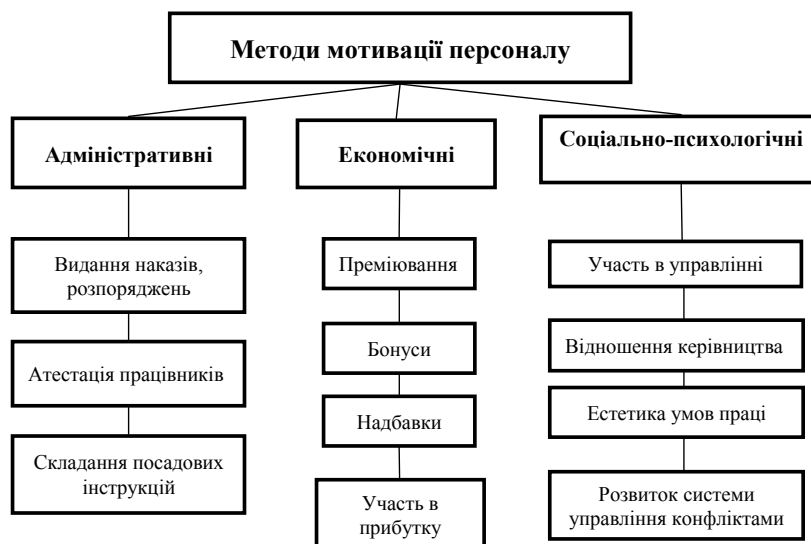 Методи мотивації персоналу
Адміністративні
Економічні
Соціально-психологічні
Видання наказів,
розпоряджень
Атестація працівників
Складання посадових
інструкцій
Преміювання
Бонуси
Надбавки
Участь в
прибутку
Участь в управлінні
Відношення керівництва
Естетика умов праці
Розвиток системи
управління конфліктами